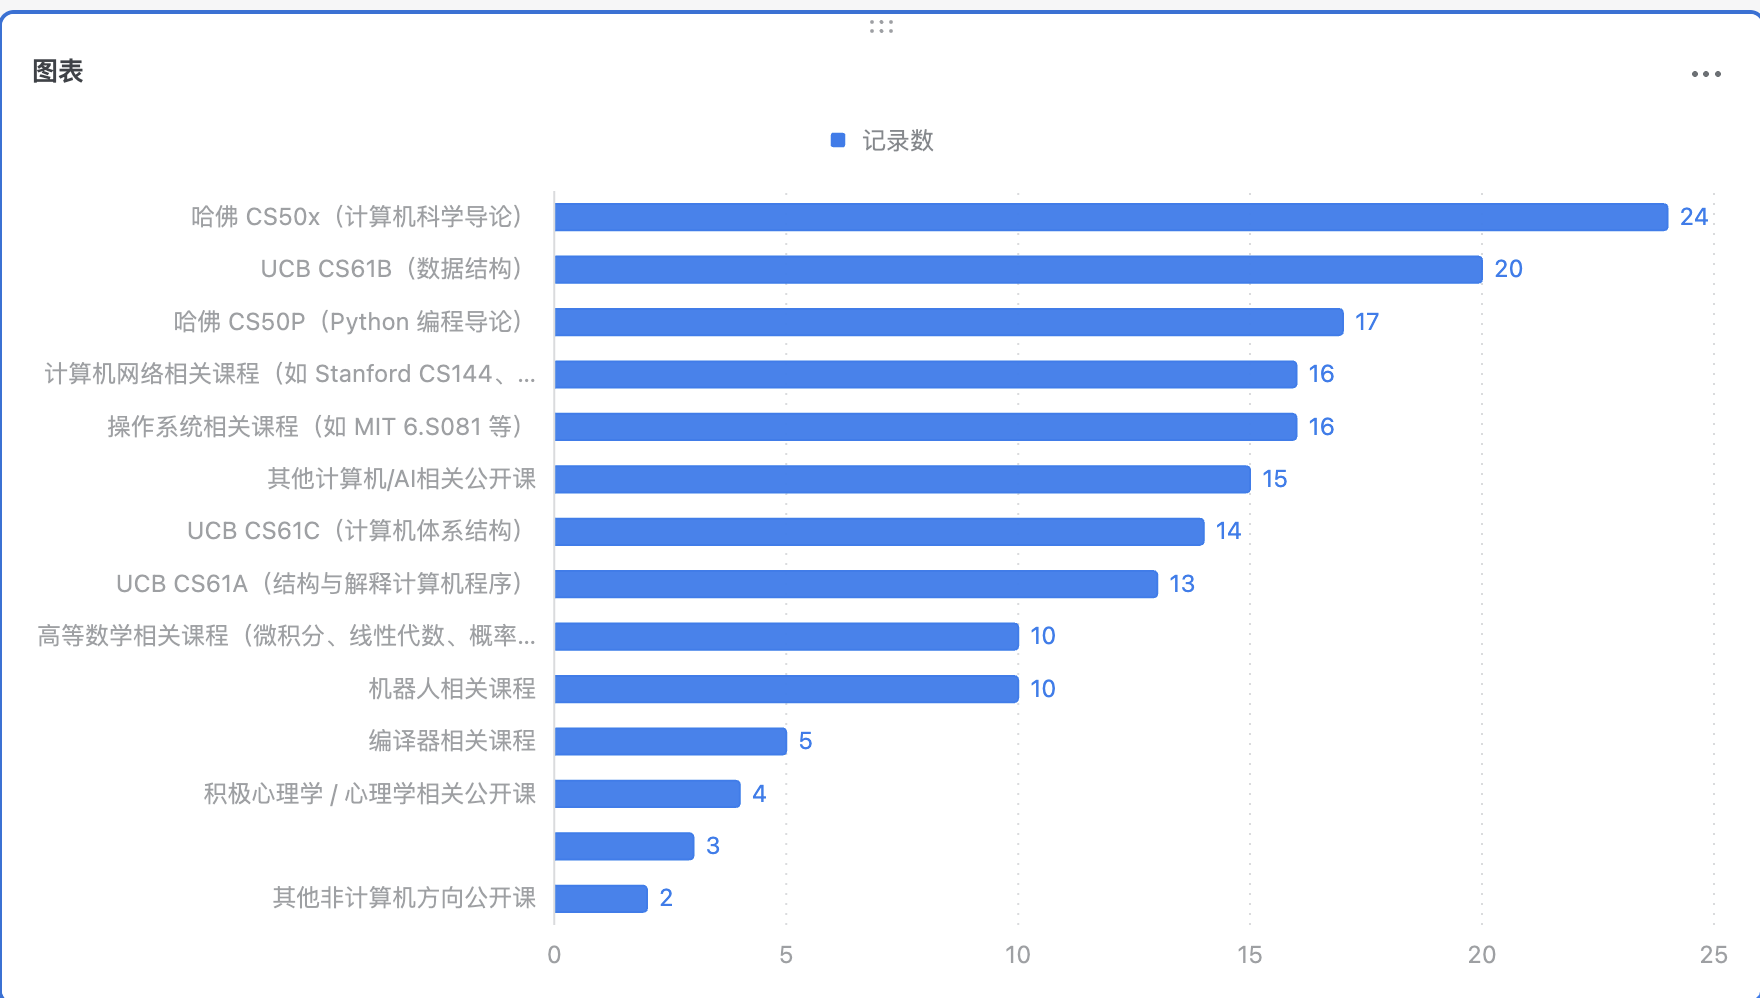 图表
记录数
哈佛 CS50x（计算机科学导论） 24
UCB CS61B（数据结构） 20
哈佛 CS50P（Python 编程导论） 17
计算机网络相关课程（如 Stanford CS144、... 16
操作系统相关课程（如 MIT 6.S081 等） 16
其他计算机/AI相关公开课 15
UCB CS61C（计算机体系结构） 14
UCB CS61A（结构与解释计算机程序） 13
高等数学相关课程（微积分、线性代数、概率... 10
机器人相关课程 10
编译器相关课程 5
积极心理学 / 心理学相关公开课 4
3
其他非计算机方向公开课 2
0 5 10 15 20 25